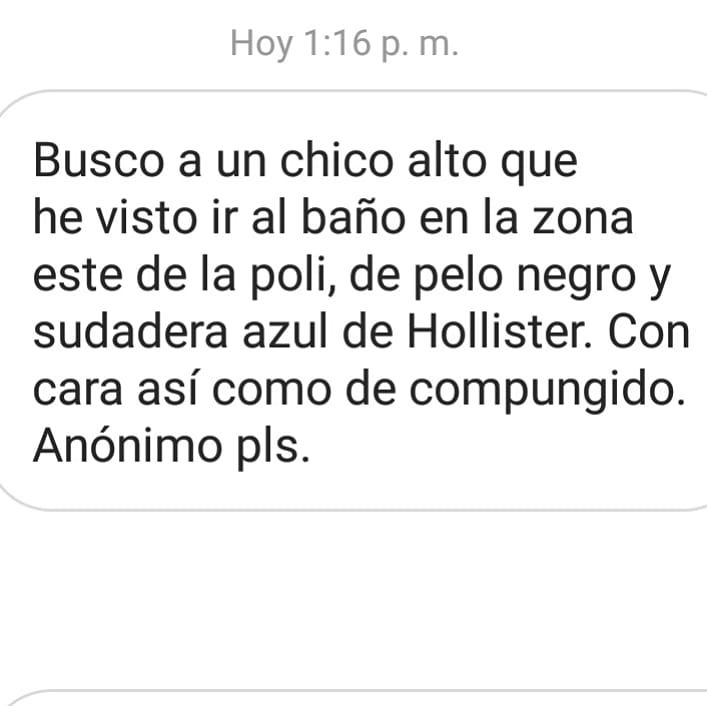 Hoy 1:16 p. m.
Busco a un chico alto que
he visto ir al baño en la zona
este de la poli, de pelo negro y
sudadera azul de Hollister. Con
cara así como de compungido.
Anónimo pls.